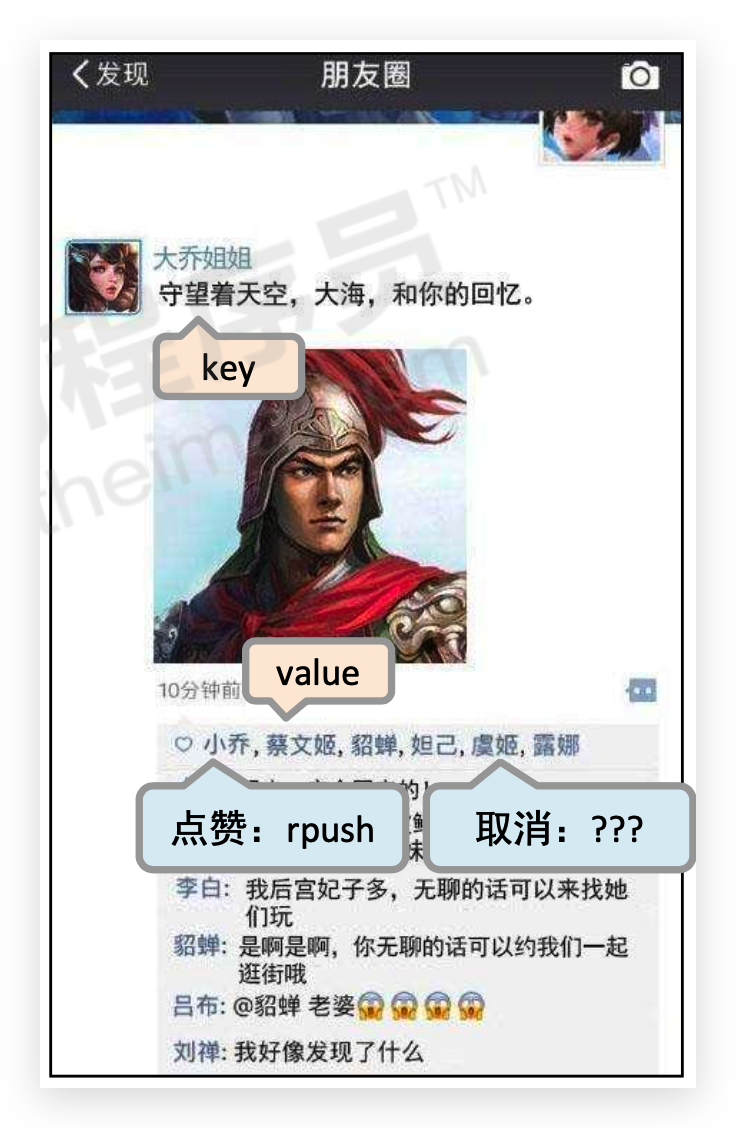 发现
朋友圈
TM
程序员
大乔姐姐
守望着天空，大海，和你的回忆。
key
value
10分钟前
小乔, 蔡文姬, 貂蝉, 妲己, 虞姬, 露娜
点赞：rpush
取消：???
李白: 我后宫妃子多，无聊的话可以来找她
们玩
貂蝉: 是啊是啊，你无聊的话可以约我们一起
逛街哦
吕布: @貂蝉 老婆😱😱😱😱
刘禅: 我好像发现了什么